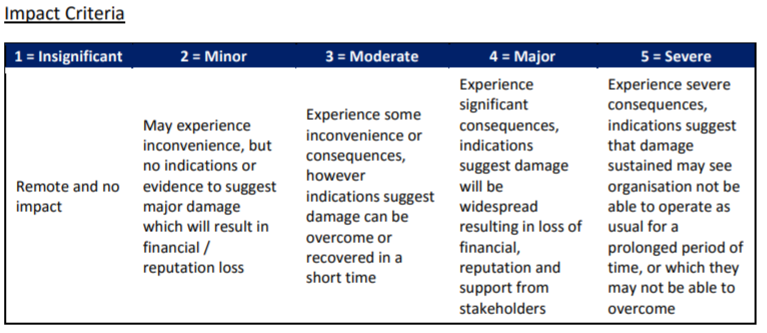 Impact Criteria
1 = Insignificant
2 = Minor
3 = Moderate
4 = Major
5 = Severe
Remote and no
impact
May experience
inconvenience, but
no indications or
evidence to suggest
major damage
which will result in
financial /
reputation loss
Experience some
inconvenience or
consequences,
however
indications suggest
damage can be
overcome or
recovered in a
short time
Experience
significant
consequences,
indications
suggest damage
will be
widespread
resulting in loss of
financial,
reputation and
support from
stakeholders
Experience severe
consequences,
indications suggest
that damage
sustained may see
organisation not be
able to operate as
usual for a
prolonged period of
time, or which they
may not be able to
overcome